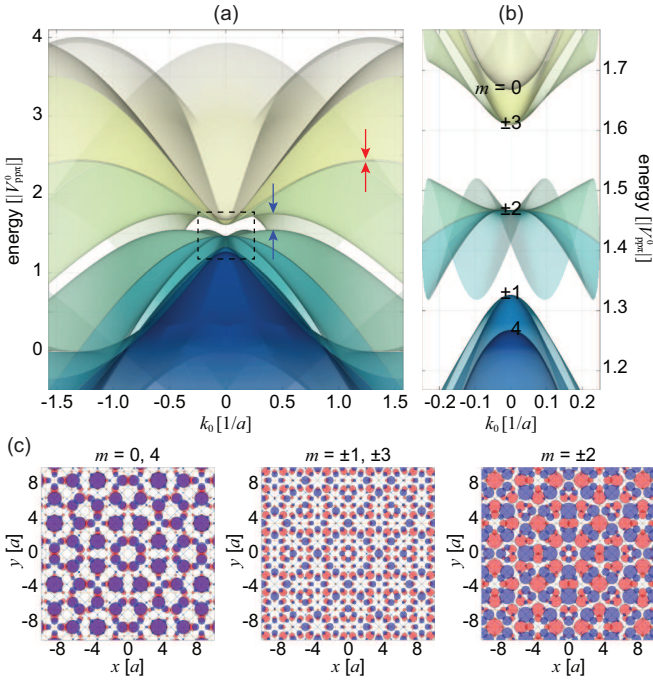 (a)
(b)
4
3
2
1
0
energy [|V⁰ppπ|]
-1.5 -1 -0.5 0 0.5 1 1.5
k₀ [1/a]
m = 0
±3
±2
±1
4
1.7
1.6
1.5
1.4
1.3
1.2
energy [|V⁰ppπ|]
-0.2 -0.1 0 0.1 0.2
k₀ [1/a]
(c)
m = 0, 4
m = ±1, ±3
m = ±2
8
4
0
-4
-8
y [a]
-8 -4 0 4 8
x [a]
8
4
0
-4
-8
y [a]
-8 -4 0 4 8
x [a]
8
4
0
-4
-8
y [a]
-8 -4 0 4 8
x [a]